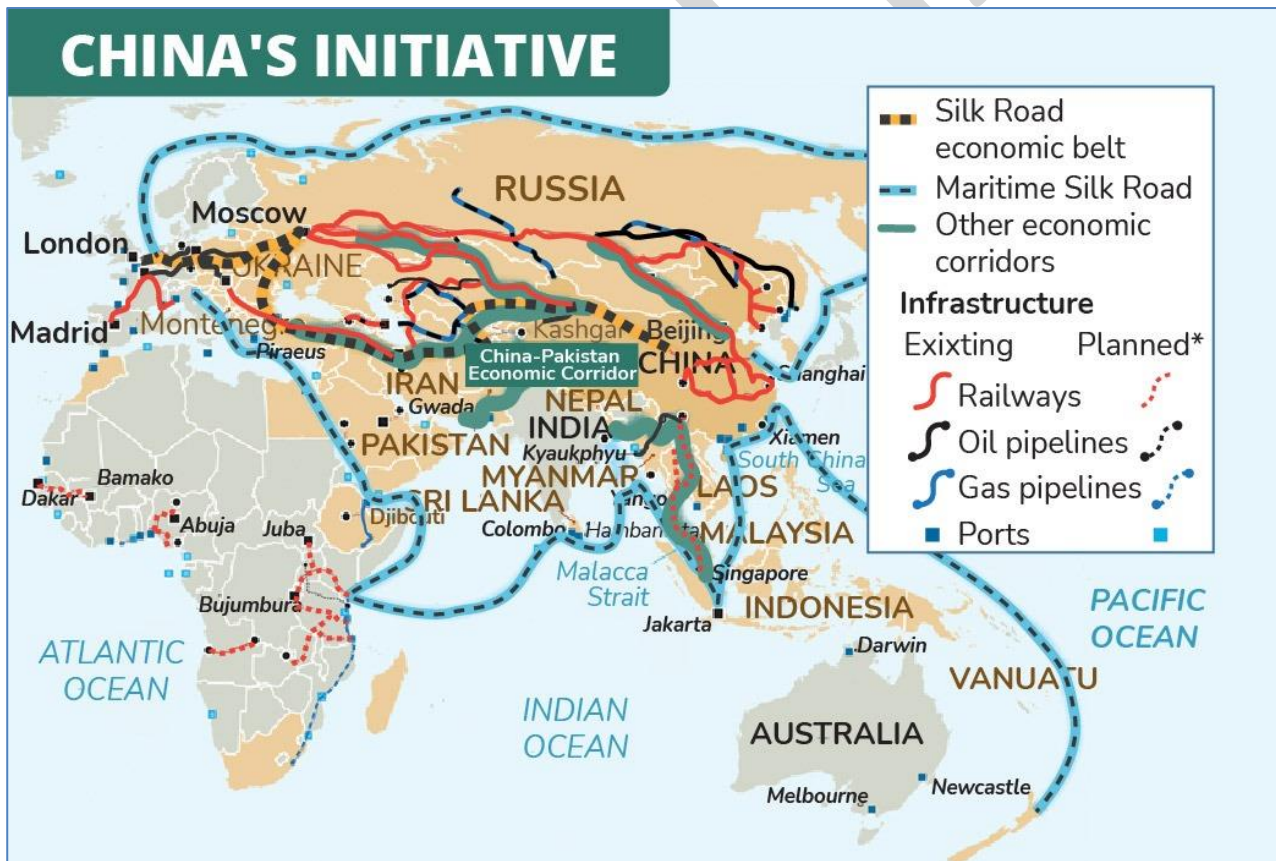 CHINA'S INITIATIVE
Silk Road
economic belt
Maritime Silk Road
Other economic
corridors
Infrastructure
Exixting Planned*
Railways
Oil pipelines
Gas pipelines
Ports
RUSSIA
Moscow
London
UKRAINE
Madrid
Montenegro
Piraeus
Kashgar
Beijing
CHINA
China-Pakistan
Economic Corridor
Shanghai
IRAN
Gwada
NEPAL
PAKISTAN
INDIA
Kyaukphyu
Xiamen
MYANMAR
South China
Sea
SRI LANKA
LAOS
Bamako
Dakar
Abuja
Juba
Djibouti
Colombo
MALAYSIA
Malacca
Strait
Singapore
Bujumbura
INDONESIA
Jakarta
PACIFIC
OCEAN
ATLANTIC
OCEAN
Darwin
VANUATU
INDIAN
OCEAN
AUSTRALIA
Newcastle
Melbourne